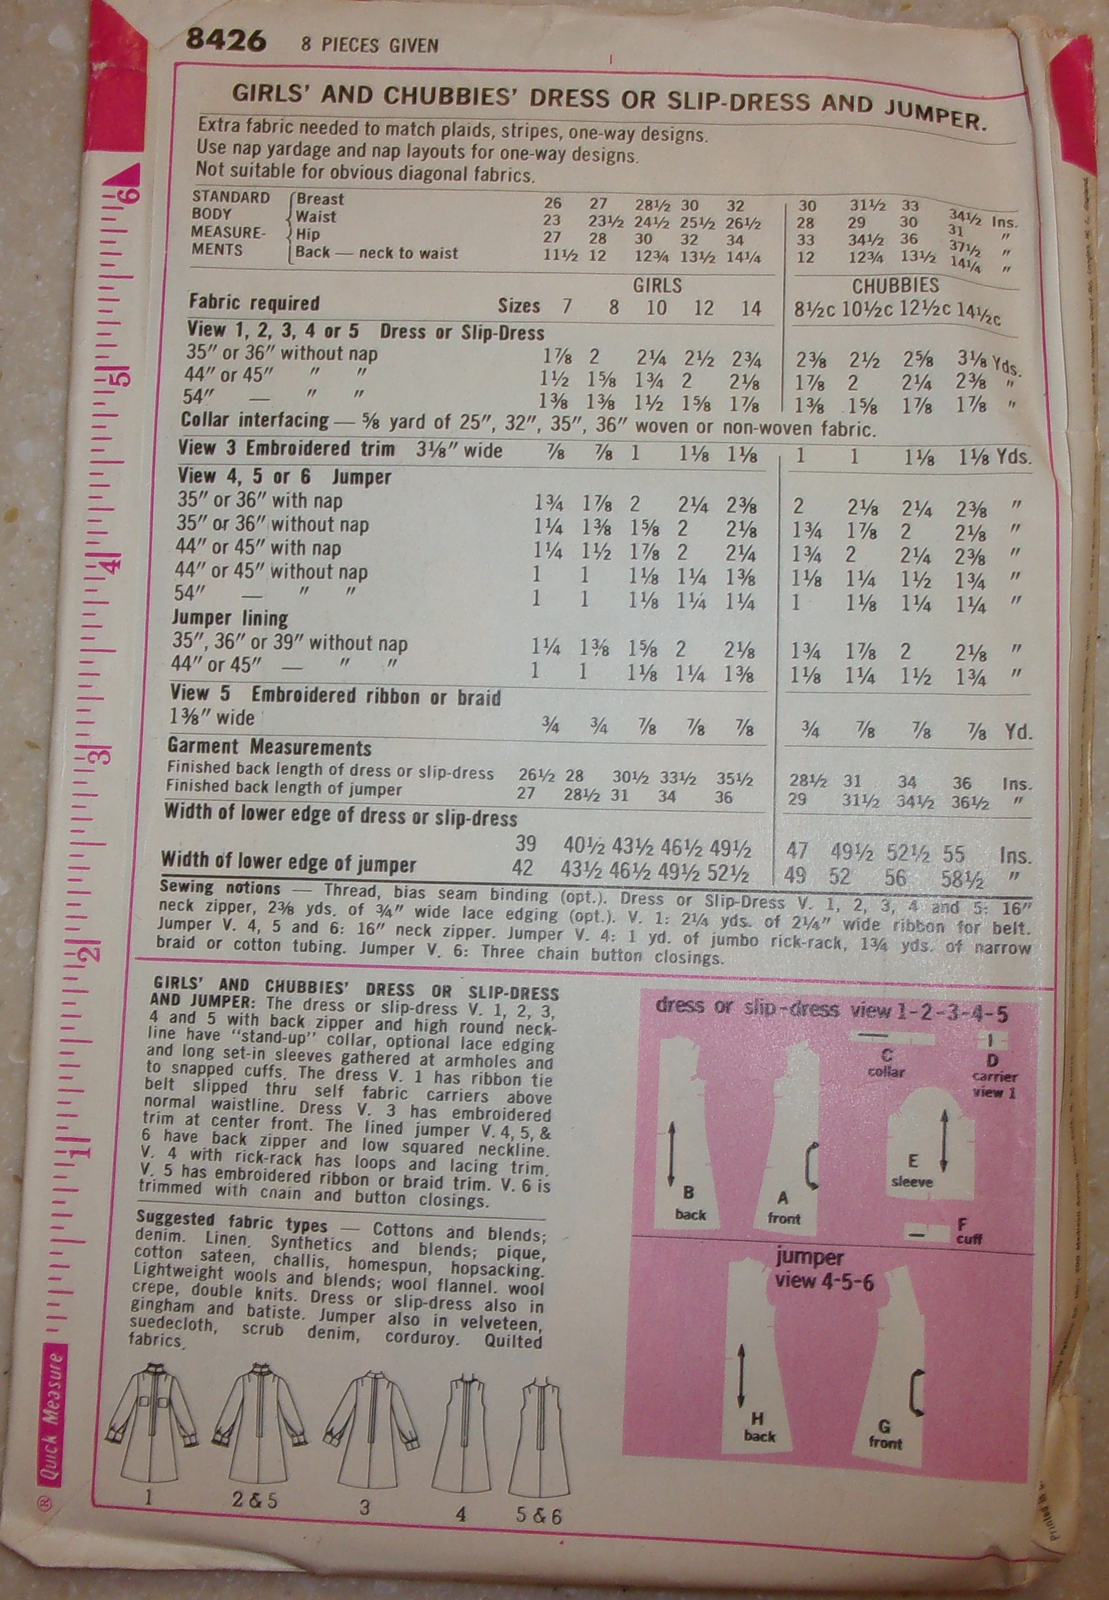 8426 8 PIECES GIVEN
GIRLS' AND CHUBBIES' DRESS OR SLIP-DRESS AND JUMPER.
Extra fabric needed to match plaids, stripes, one-way designs.
Use nap yardage and nap layouts for one-way designs.
Not suitable for obvious diagonal fabrics.
STANDARD BODY MEASURE-MENTS
Breast 26 27 28½ 30 32 30 31½ 33 34½ Ins.
Waist 23 23½ 24½ 25½ 26½ 28 29 30 31 "
Hip 27 28 30 32 34 33 34½ 36 37½ "
Back — neck to waist 11½ 12 12¾ 13½ 14¼ 12 12¾ 13½ 14¼ "
GIRLS CHUBBIES
Fabric required Sizes 7 8 10 12 14 8½c 10½c 12½c 14½c
View 1, 2, 3, 4 or 5 Dress or Slip-Dress
35" or 36" without nap 1⅞ 2 2¼ 2½ 2¾ 2⅜ 2½ 2⅝ 3⅛ Yds.
44" or 45" " " 1½ 1⅝ 1¾ 2 2⅛ 1⅞ 2 2¼ 2⅜ "
54" — " " 1⅜ 1⅜ 1½ 1⅝ 1⅞ 1⅜ 1⅝ 1⅞ 1⅞ "
Collar interfacing — ⅝ yard of 25", 32", 35", 36" woven or non-woven fabric.
View 3 Embroidered trim 3⅛" wide ⅞ ⅞ 1 1⅛ 1⅛ 1 1 1⅛ 1⅛ Yds.
View 4, 5 or 6 Jumper
35" or 36" with nap 1¾ 1⅞ 2 2¼ 2⅜ 2 2⅛ 2¼ 2⅜ "
35" or 36" without nap 1¼ 1⅜ 1⅝ 2 2⅛ 1¾ 1⅞ 2 2⅛ "
44" or 45" with nap 1¼ 1½ 1⅞ 2 2¼ 1¾ 2 2¼ 2⅜ "
44" or 45" without nap 1 1 1⅛ 1¼ 1⅜ 1⅛ 1¼ 1½ 1¾ "
54" — " " 1 1 1⅛ 1¼ 1¼ 1 1⅛ 1¼ 1¼ "
Jumper lining
35", 36" or 39" without nap 1¼ 1⅜ 1⅝ 2 2⅛ 1¾ 1⅞ 2 2⅛ "
44" or 45" — " " 1 1 1⅛ 1¼ 1⅜ 1⅛ 1¼ 1½ 1¾ "
View 5 Embroidered ribbon or braid
1⅜" wide ¾ ¾ ⅞ ⅞ ⅞ ¾ ⅞ ⅞ ⅞ Yd.
Garment Measurements
Finished back length of dress or slip-dress 26½ 28 30½ 33½ 35½ 28½ 31 34 36 Ins.
Finished back length of jumper 27 28½ 31 34 36 29 31½ 34½ 36½ "
Width of lower edge of dress or slip-dress
39 40½ 43½ 46½ 49½ 47 49½ 52½ 55 Ins.
Width of lower edge of jumper 42 43½ 46½ 49½ 52½ 49 52 56 58½ "
Sewing notions — Thread, bias seam binding (opt.). Dress or Slip-Dress V. 1, 2, 3, 4 and 5: 16"
neck zipper, 2⅜ yds. of ¾" wide lace edging (opt.). V. 1: 2¼ yds. of 2¼" wide ribbon for belt.
Jumper V. 4, 5 and 6: 16" neck zipper. Jumper V. 4: 1 yd. of jumbo rick-rack, 1¾ yds. of narrow
braid or cotton tubing. Jumper V. 6: Three chain button closings.
GIRLS' AND CHUBBIES' DRESS OR SLIP-DRESS
AND JUMPER: The dress or slip-dress V. 1, 2, 3,
4 and 5 with back zipper and high round neck-
line have "stand-up" collar, optional lace edging
and long set-in sleeves gathered at armholes and
to snapped cuffs. The dress V. 1 has ribbon tie
belt slipped thru self fabric carriers above
normal waistline. Dress V. 3 has embroidered
trim at center front. The lined jumper V. 4, 5, &
6 have back zipper and low squared neckline.
V. 4 with rick-rack has loops and lacing trim.
V. 5 has embroidered ribbon or braid trim. V. 6 is
trimmed with chain and button closings.
Suggested fabric types — Cottons and blends;
denim. Linen. Synthetics and blends; pique,
cotton sateen, challis, homespun, hopsacking.
Lightweight wools and blends; wool flannel. wool
crepe, double knits. Dress or slip-dress also in
gingham and batiste. Jumper also in velveteen,
suedecloth, scrub denim, corduroy. Quilted
fabrics.
1
2 & 5
3
4
5 & 6
dress or slip-dress view 1-2-3-4-5
C
collar
D
carrier
view 1
B
back
A
front
E
sleeve
F
cuff
jumper
view 4-5-6
H
back
G
front
6
5
4
3
2
1
Quick Measure
®